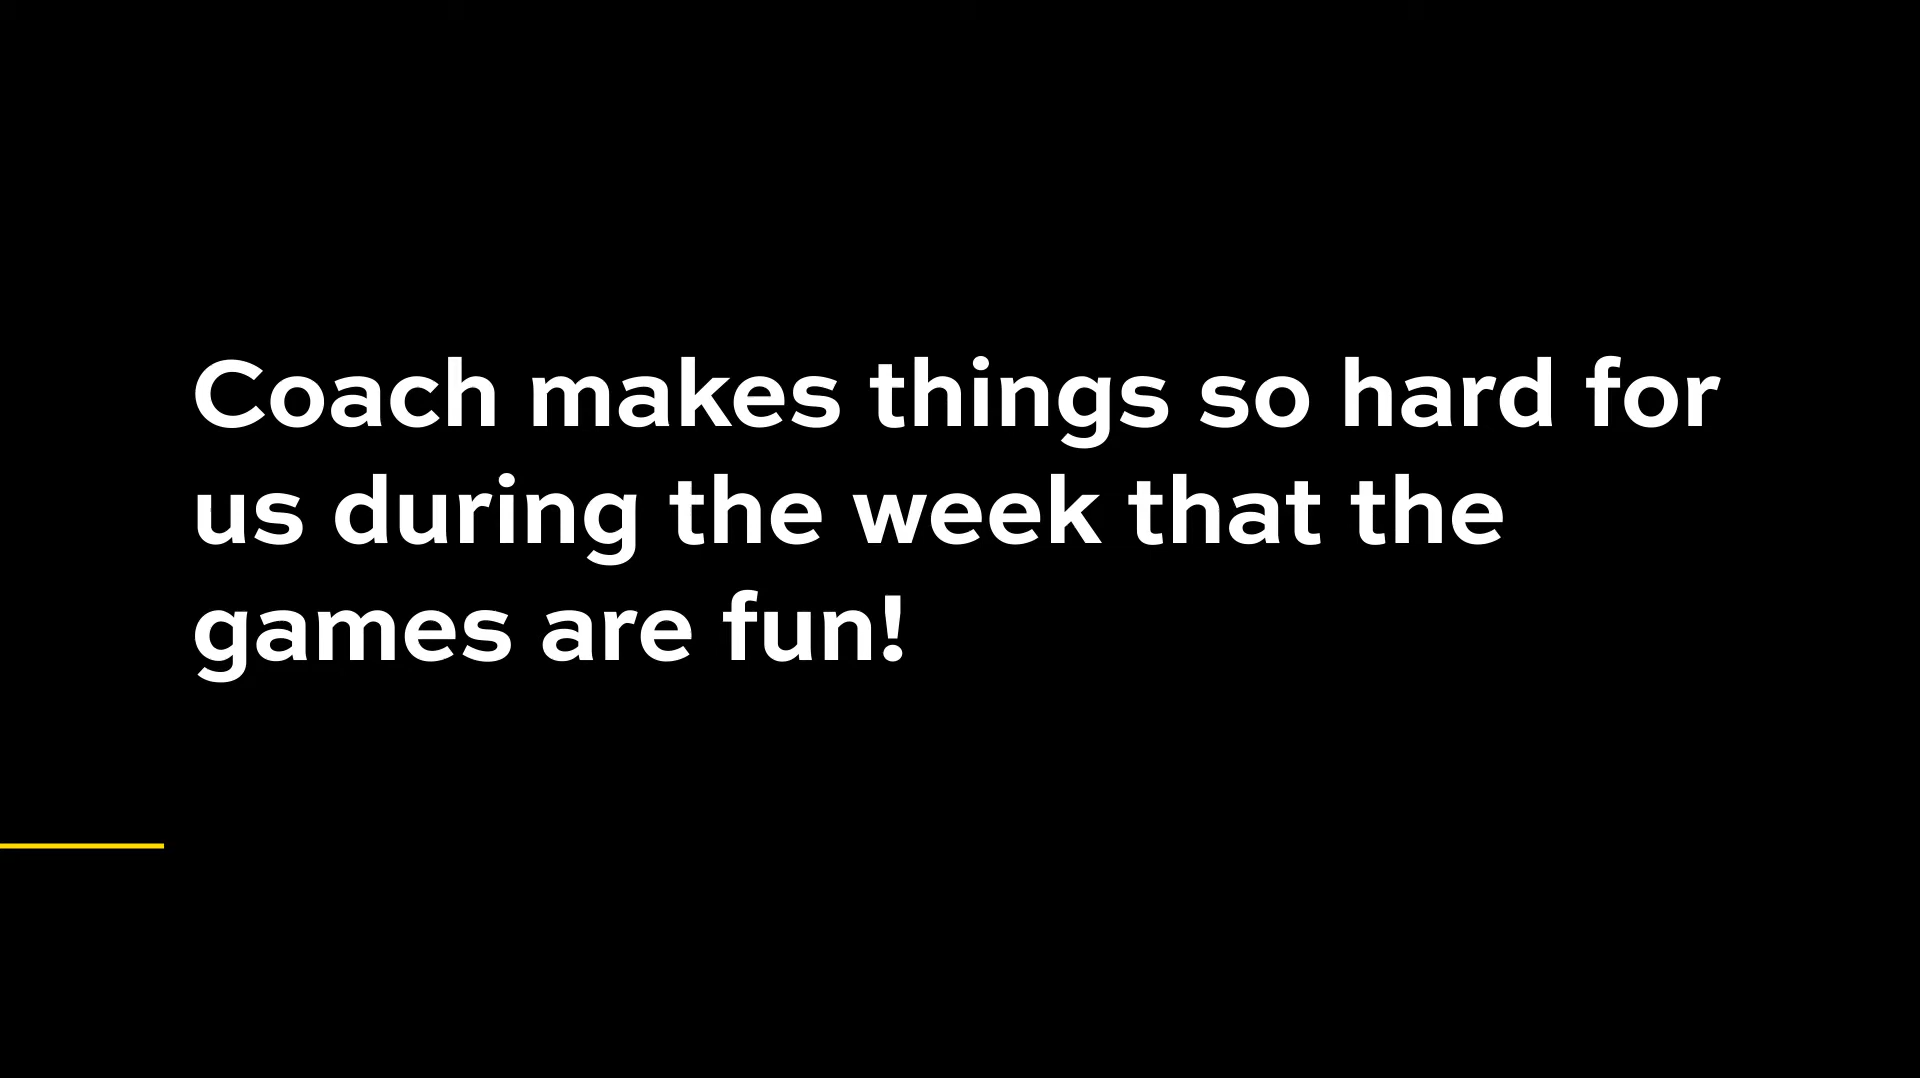 Coach makes things so hard for
us during the week that the
games are fun!